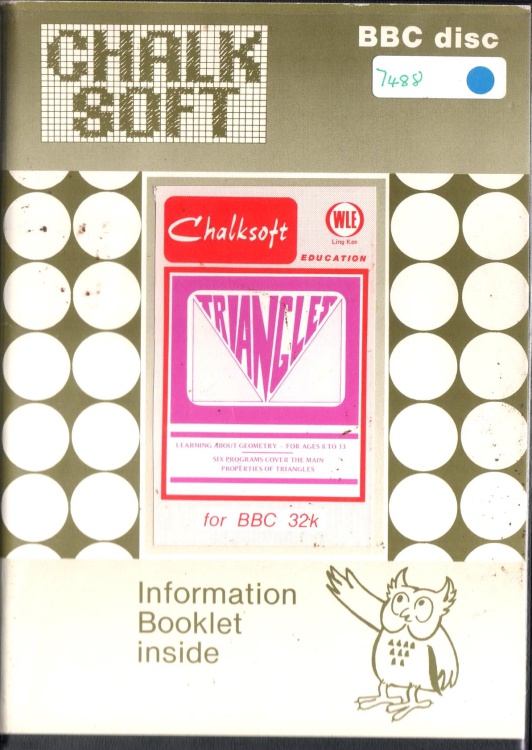 CHALK
SOFT
BBC disc
7488
Chalksoft
WLE
Ling Kee
EDUCATION
TRIANGLES
LEARNING ABOUT GEOMETRY - FOR AGES 8 TO 13
SIX PROGRAMS COVER THE MAIN
PROPERTIES OF TRIANGLES
for BBC 32k
Information
Booklet
inside